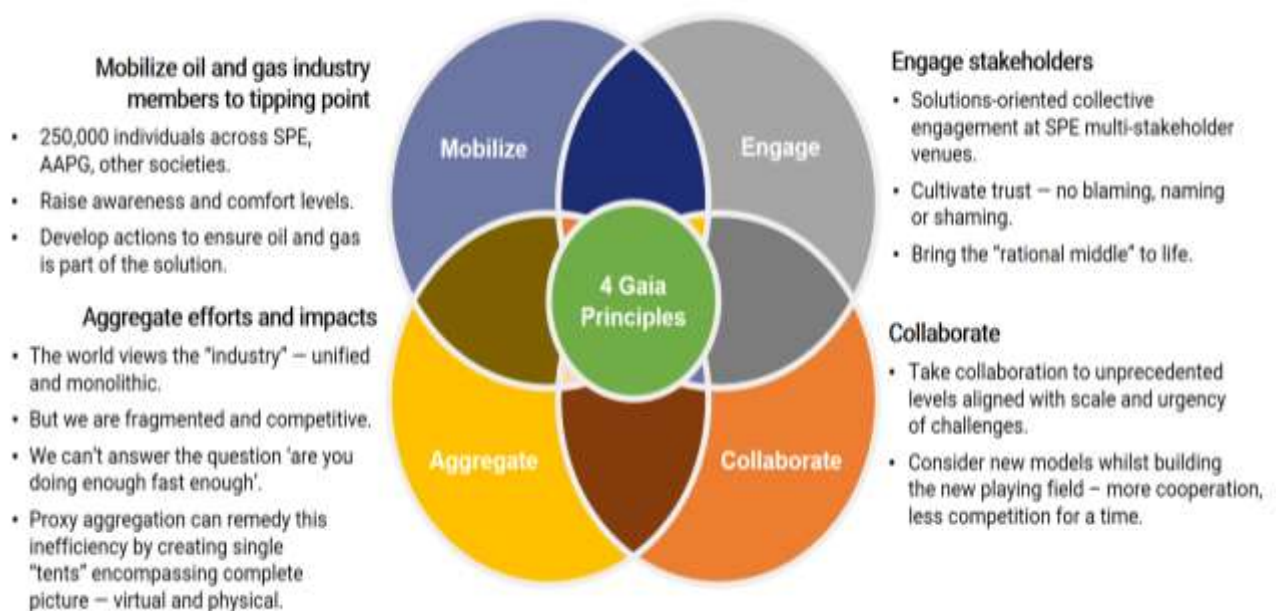 Mobilize oil and gas industry
members to tipping point
• 250,000 individuals across SPE,
AAPG, other societies.
• Raise awareness and comfort levels.
• Develop actions to ensure oil and gas
is part of the solution.
Aggregate efforts and impacts
• The world views the "industry" – unified
and monolithic.
• But we are fragmented and competitive.
• We can't answer the question 'are you
doing enough fast enough'.
• Proxy aggregation can remedy this
inefficiency by creating single
"tents" encompassing complete
picture – virtual and physical.
Mobilize
Engage
4 Gaia
Principles
Aggregate
Collaborate
Engage stakeholders
• Solutions-oriented collective
engagement at SPE multi-stakeholder
venues.
• Cultivate trust – no blaming, naming
or shaming.
• Bring the "rational middle" to life.
Collaborate
• Take collaboration to unprecedented
levels aligned with scale and urgency
of challenges.
• Consider new models whilst building
the new playing field – more cooperation,
less competition for a time.